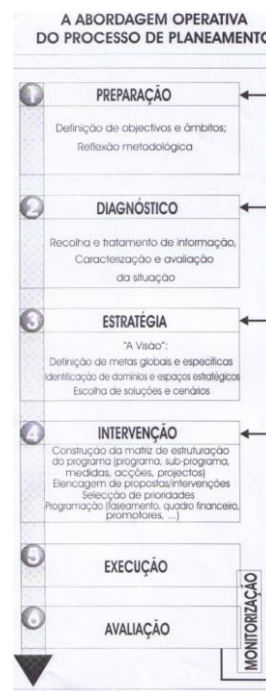 A ABORDAGEM OPERATIVA
DO PROCESSO DE PLANEAMENTO
1 PREPARAÇÃO
Definição de objectivos e âmbitos;
Reflexão metodológica
2 DIAGNÓSTICO
Recolha e tratamento de informação,
Caracterização e avaliação
da situação
3 ESTRATÉGIA
"A Visão":
Definição de metas globais e específicas
Identificação de domínios e espaços estratégicos
Escolha de soluções e cenários
4 INTERVENÇÃO
Construção da matriz de estruturação
do programa (programa, sub-programa,
medidas, acções, projectos)
Elencagem de propostas/intervenções
Selecção de prioridades
Programação (faseamento, quadro financeiro,
promotores, ...)
5
EXECUÇÃO
6
AVALIAÇÃO
MONITORIZAÇÃO